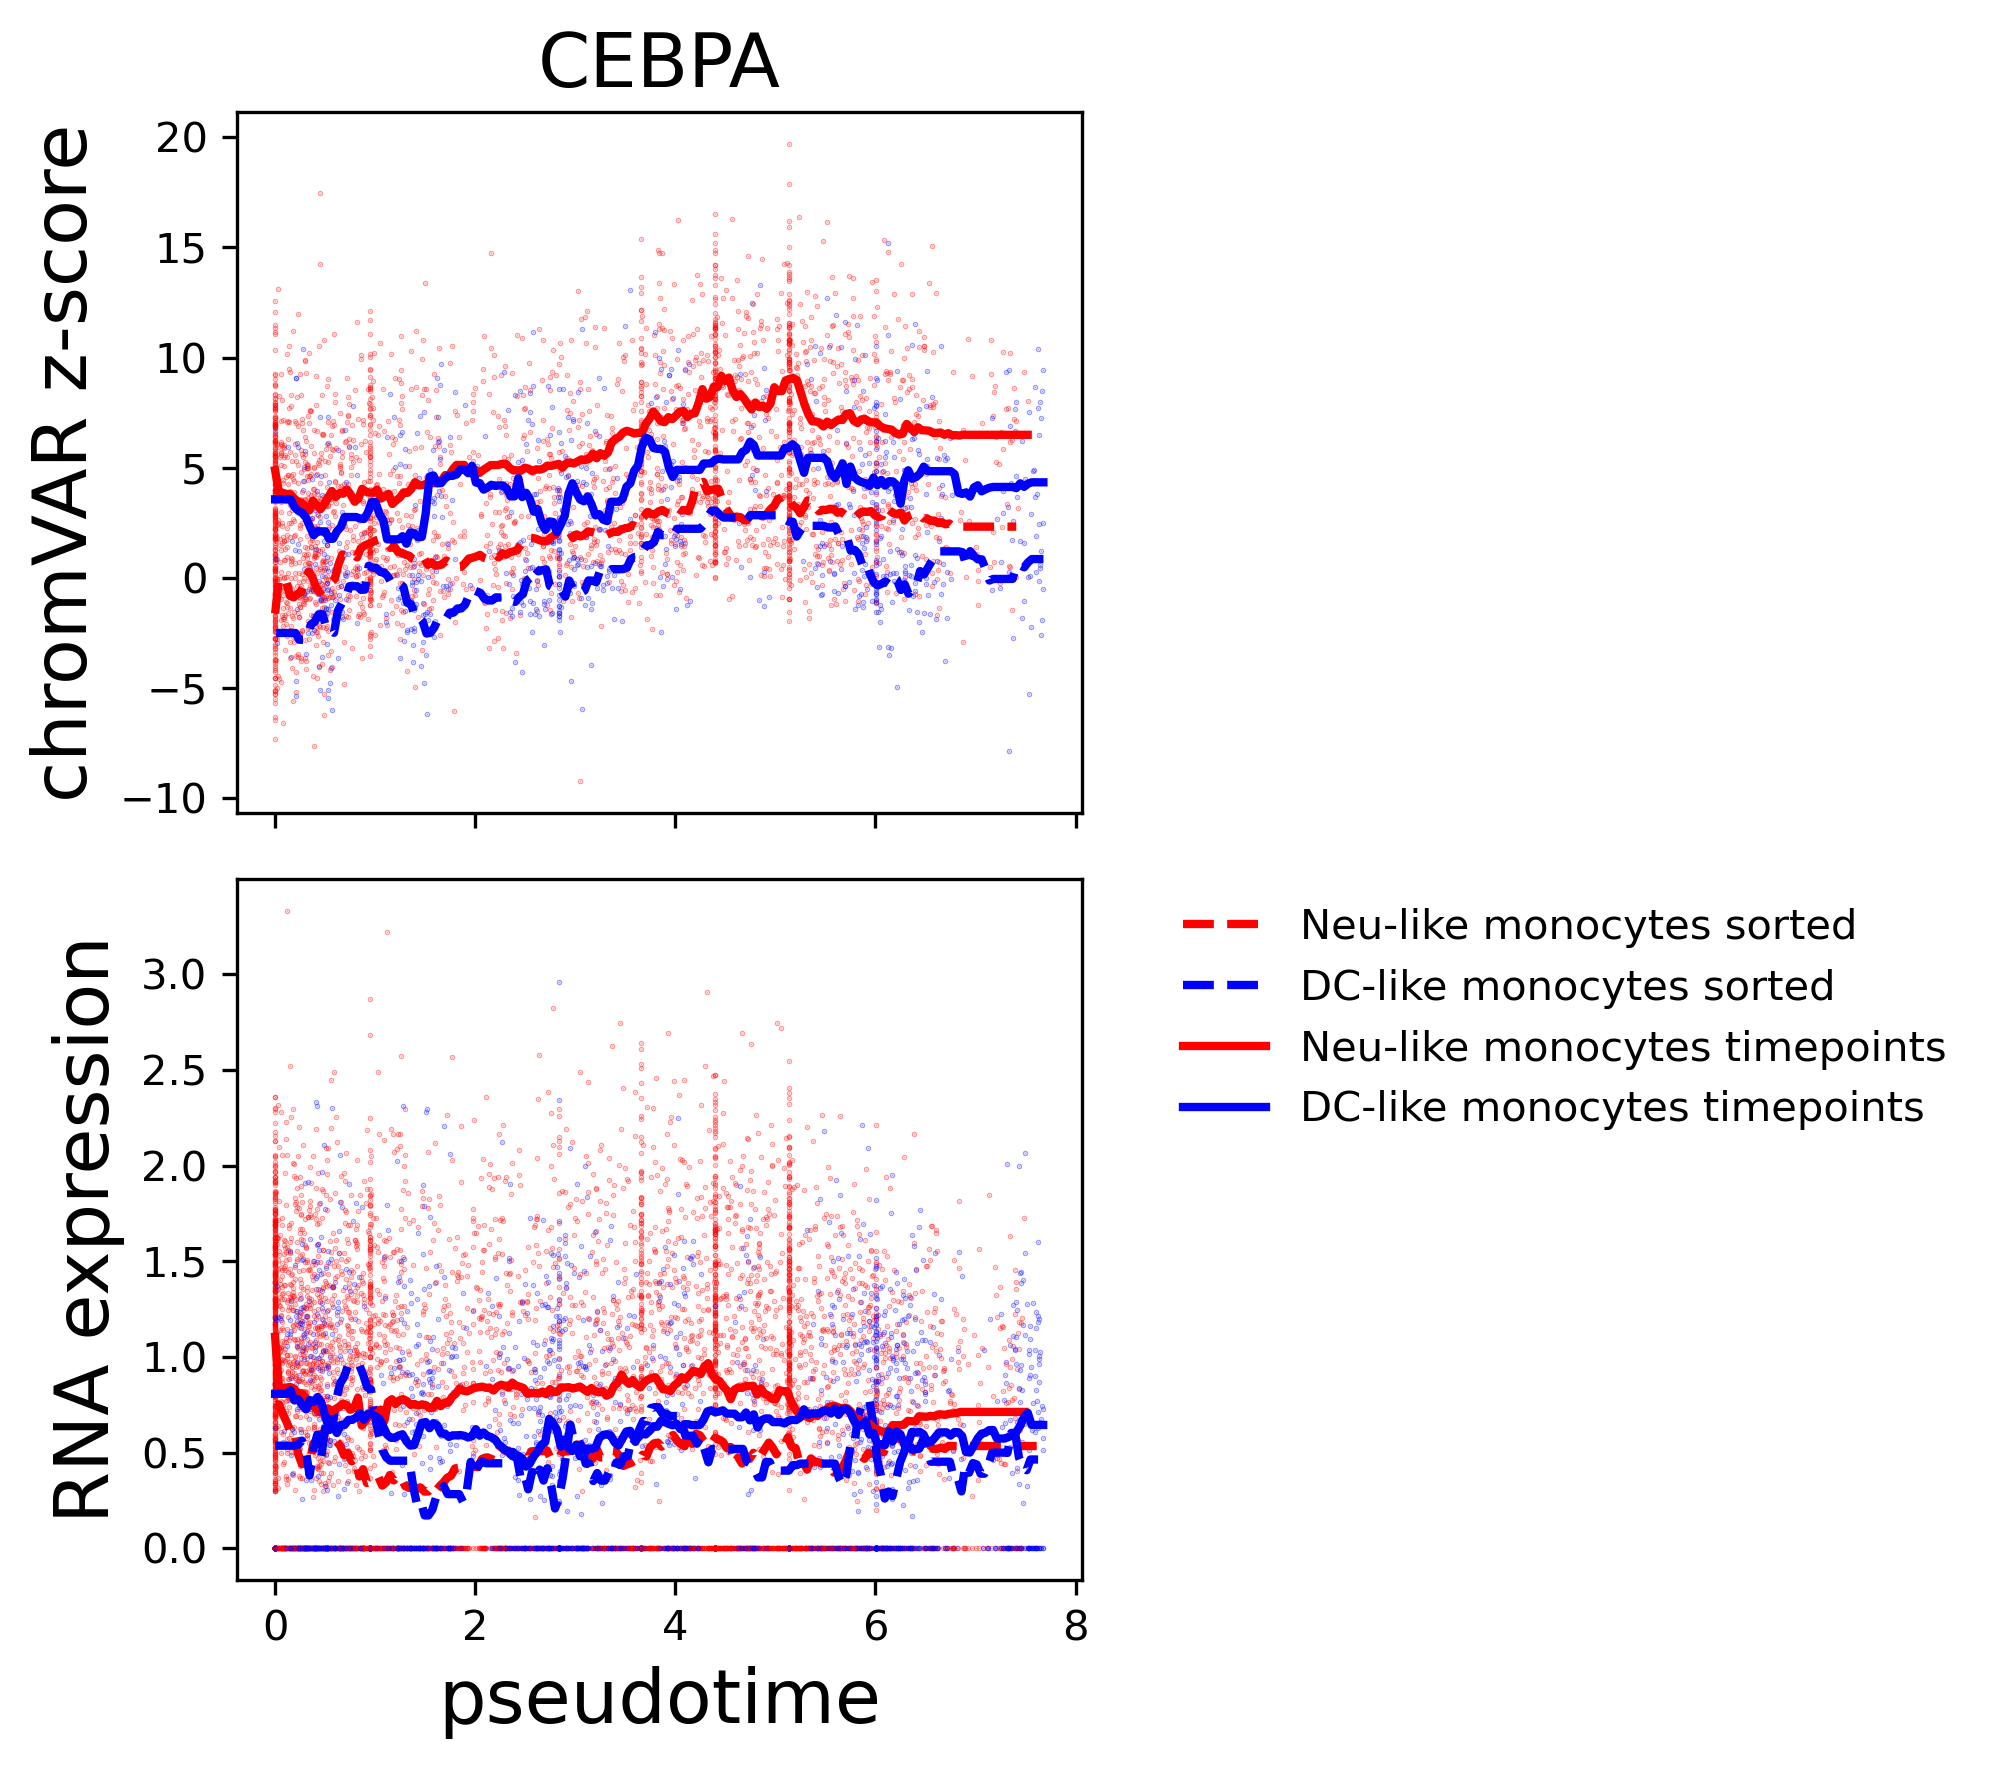 CEBPA
chromVAR z-score
20
15
10
5
0
−5
−10
RNA expression
3.0
2.5
2.0
1.5
1.0
0.5
0.0
0 2 4 6 8
pseudotime
Neu-like monocytes sorted
DC-like monocytes sorted
Neu-like monocytes timepoints
DC-like monocytes timepoints